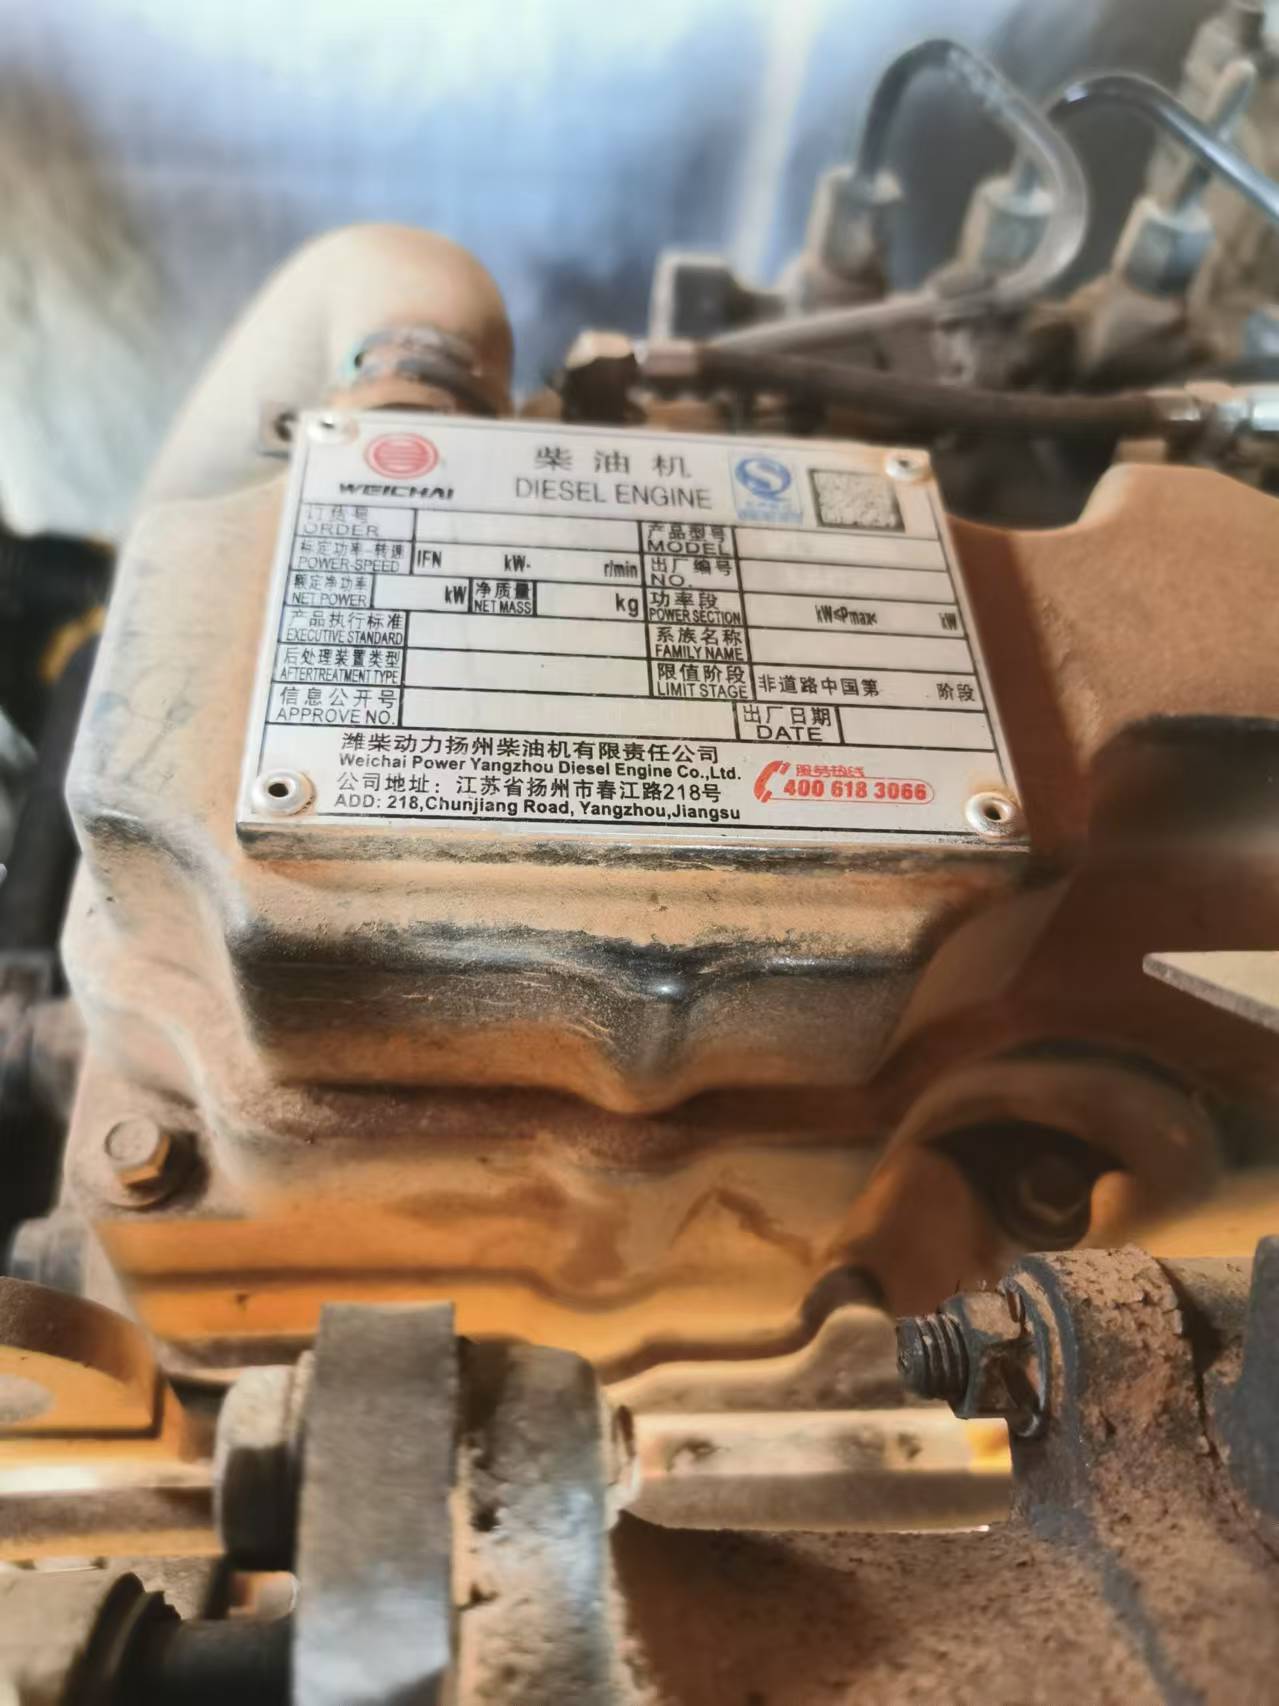 WEICHAI
柴油机
DIESEL ENGINE
订货号
ORDER
产品型号
MODEL
标定功率-转速
POWER-SPEED
IFN kW· r/min
出厂编号
NO.
额定净功率
NET POWER
kW
净质量
NET MASS
kg
功率段
POWER SECTION
kW≤Pmax< kW
产品执行标准
EXECUTIVE STANDARD
系族名称
FAMILY NAME
后处理装置类型
AFTERTREATMENT TYPE
限值阶段
LIMIT STAGE
非道路中国第 阶段
信息公开号
APPROVE NO.
出厂日期
DATE
潍柴动力扬州柴油机有限责任公司
Weichai Power Yangzhou Diesel Engine Co.,Ltd.
公司地址：江苏省扬州市春江路218号
ADD: 218,Chunjiang Road, Yangzhou,Jiangsu
服务热线
400 618 3066